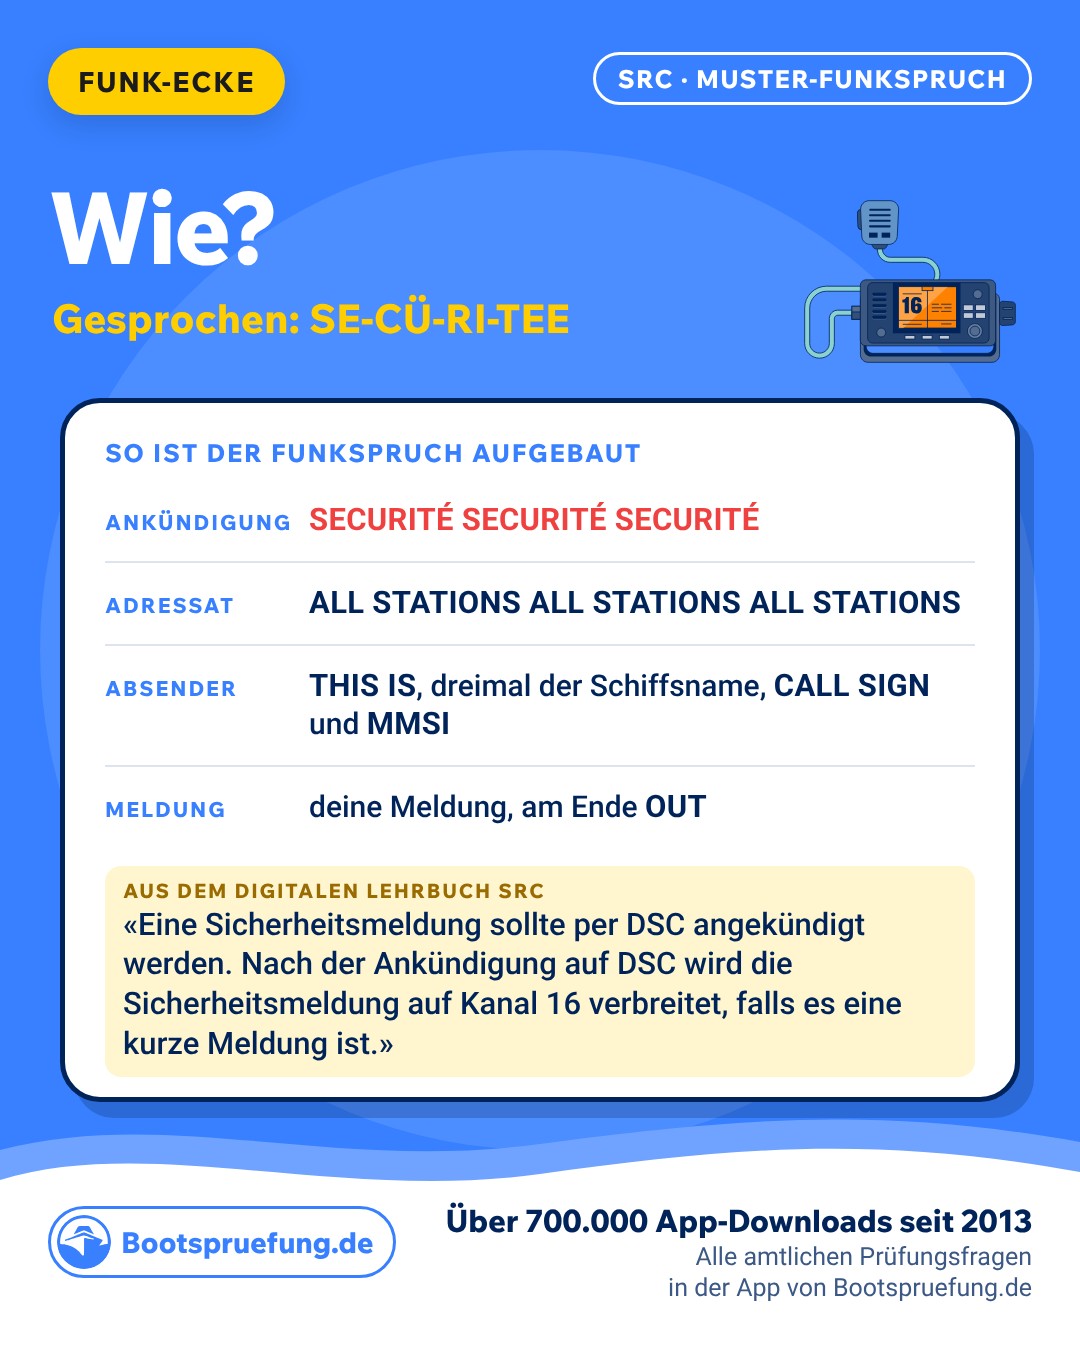 FUNK-ECKE
SRC · MUSTER-FUNKSPRUCH
Wie?
Gesprochen: SE-CÜ-RI-TEE
16
SO IST DER FUNKSPRUCH AUFGEBAUT
ANKÜNDIGUNG SECURITÉ SECURITÉ SECURITÉ
ADRESSAT ALL STATIONS ALL STATIONS ALL STATIONS
ABSENDER THIS IS, dreimal der Schiffsname, CALL SIGN
und MMSI
MELDUNG deine Meldung, am Ende OUT
AUS DEM DIGITALEN LEHRBUCH SRC
«Eine Sicherheitsmeldung sollte per DSC angekündigt
werden. Nach der Ankündigung auf DSC wird die
Sicherheitsmeldung auf Kanal 16 verbreitet, falls es eine
kurze Meldung ist.»
Bootspruefung.de
Über 700.000 App-Downloads seit 2013
Alle amtlichen Prüfungsfragen
in der App von Bootspruefung.de